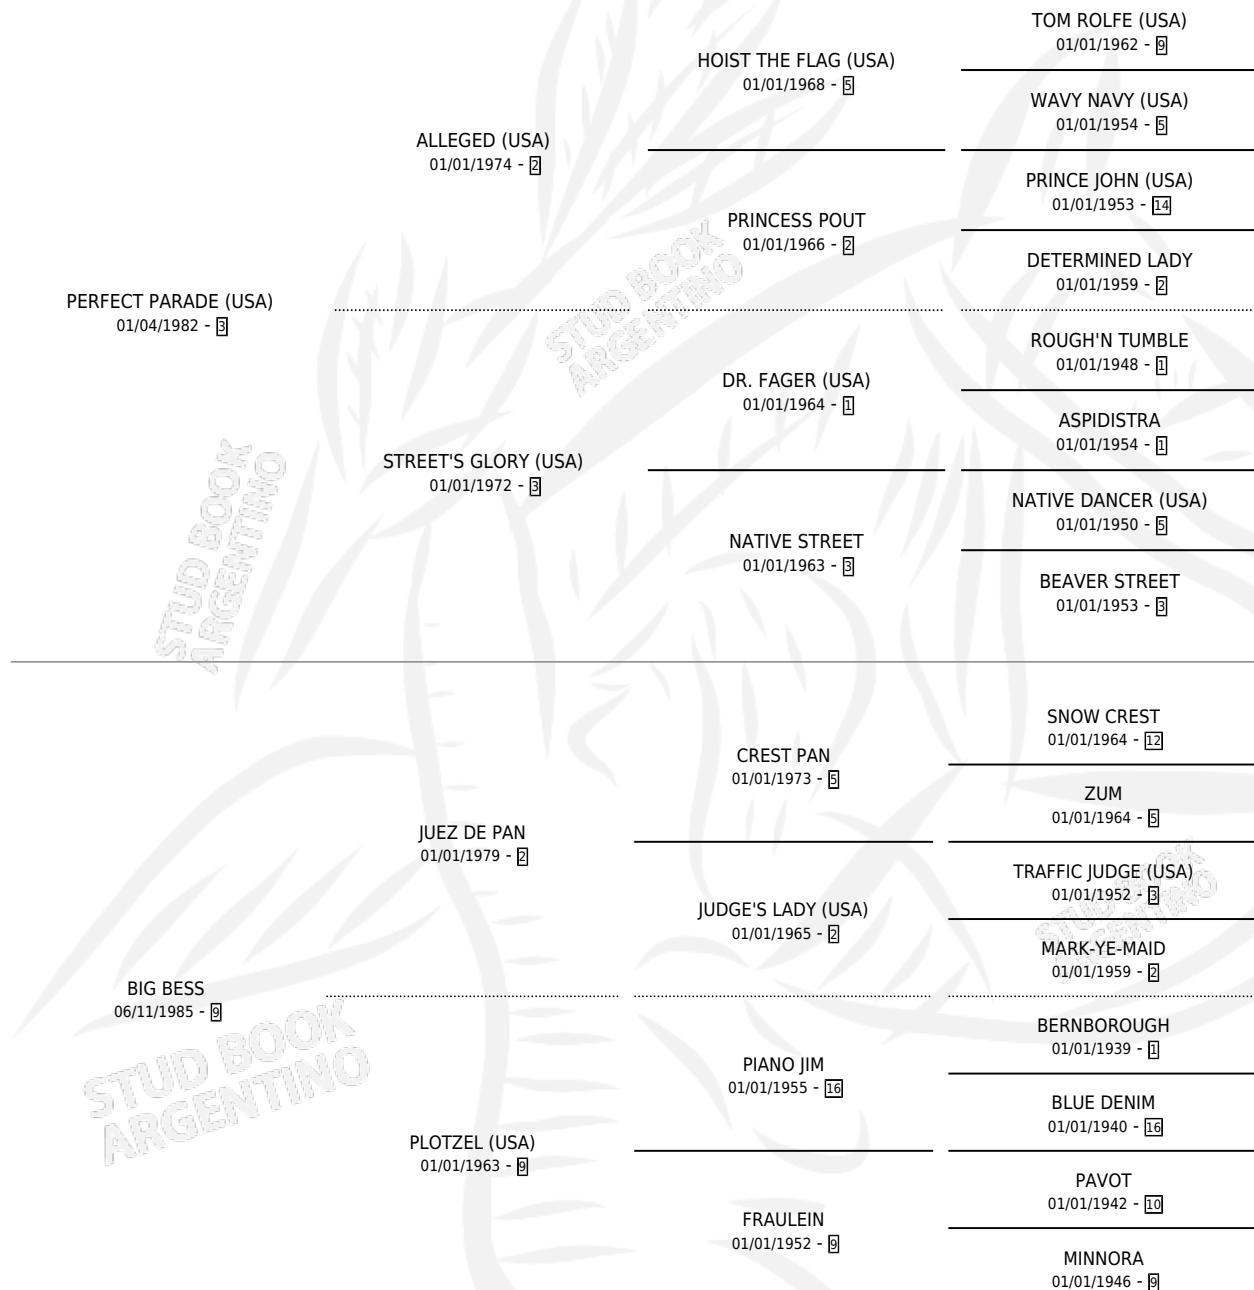 TOM ROLFE (USA)
01/01/1962 - 9
HOIST THE FLAG (USA)
01/01/1968 - 5
WAVY NAVY (USA)
01/01/1954 - 5
ALLEGED (USA)
01/01/1974 - 2
PRINCE JOHN (USA)
01/01/1953 - 14
PRINCESS POUT
01/01/1966 - 2
DETERMINED LADY
01/01/1959 - 2
PERFECT PARADE (USA)
01/04/1982 - 3
ROUGH'N TUMBLE
01/01/1948 - 1
DR. FAGER (USA)
01/01/1964 - 1
ASPIDISTRA
01/01/1954 - 1
STREET'S GLORY (USA)
01/01/1972 - 3
NATIVE DANCER (USA)
01/01/1950 - 5
NATIVE STREET
01/01/1963 - 3
BEAVER STREET
01/01/1953 - 3
SNOW CREST
01/01/1964 - 12
CREST PAN
01/01/1973 - 5
ZUM
01/01/1964 - 5
JUEZ DE PAN
01/01/1979 - 2
TRAFFIC JUDGE (USA)
01/01/1952 - 3
JUDGE'S LADY (USA)
01/01/1965 - 2
MARK-YE-MAID
01/01/1959 - 2
BIG BESS
06/11/1985 - 9
BERNBOROUGH
01/01/1939 - 1
PIANO JIM
01/01/1955 - 16
BLUE DENIM
01/01/1940 - 16
PLOTZEL (USA)
01/01/1963 - 9
PAVOT
01/01/1942 - 10
FRAULEIN
01/01/1952 - 9
MINNORA
01/01/1946 - 9
STUD BOOK
ARGENTINO
STUD BOOK
ARGENTINO
STUD BOOK
ARGENTINO
STUD BOOK
ARGENTINO